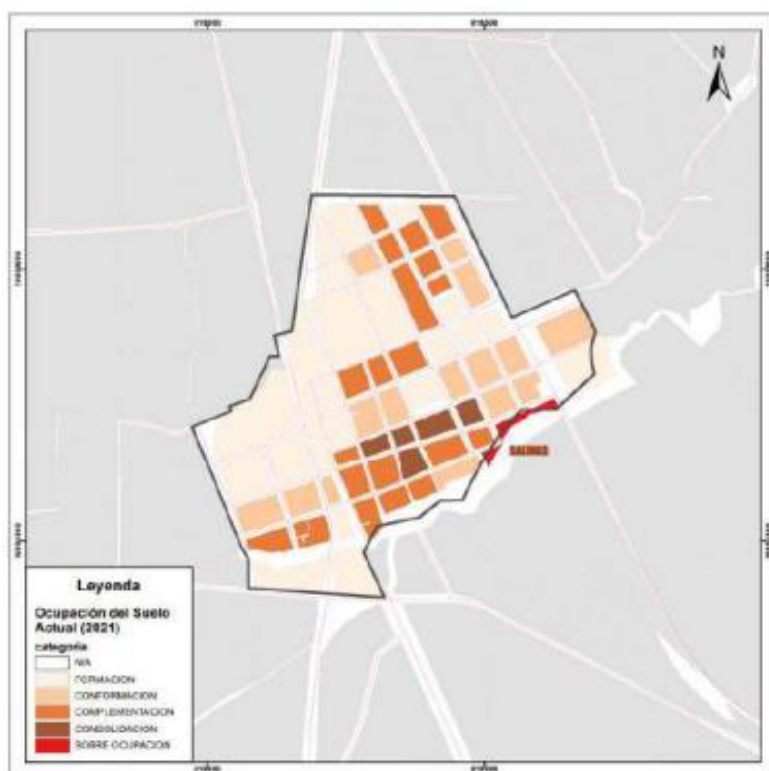 N
SALINAS
Leyenda
Ocupación del Suelo
Actual (2021)
categoria
N/A
FORMACION
CONFORMACION
COMPLEMENTACION
CONSOLIDACION
SOBRE OCUPACION